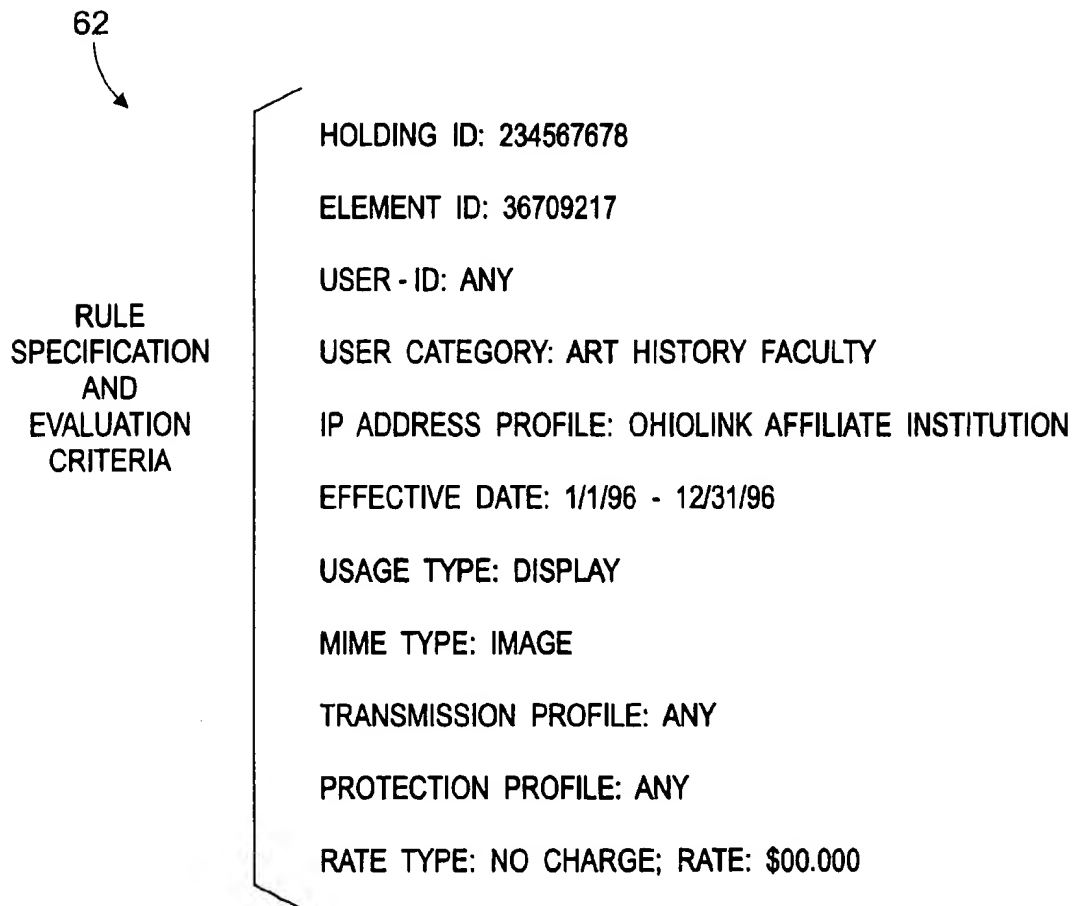 62
RULE
SPECIFICATION
AND
EVALUATION
CRITERIA
HOLDING ID: 234567678
ELEMENT ID: 36709217
USER - ID: ANY
USER CATEGORY: ART HISTORY FACULTY
IP ADDRESS PROFILE: OHIOLINK AFFILIATE INSTITUTION
EFFECTIVE DATE: 1/1/96 - 12/31/96
USAGE TYPE: DISPLAY
MIME TYPE: IMAGE
TRANSMISSION PROFILE: ANY
PROTECTION PROFILE: ANY
RATE TYPE: NO CHARGE; RATE: $00.000